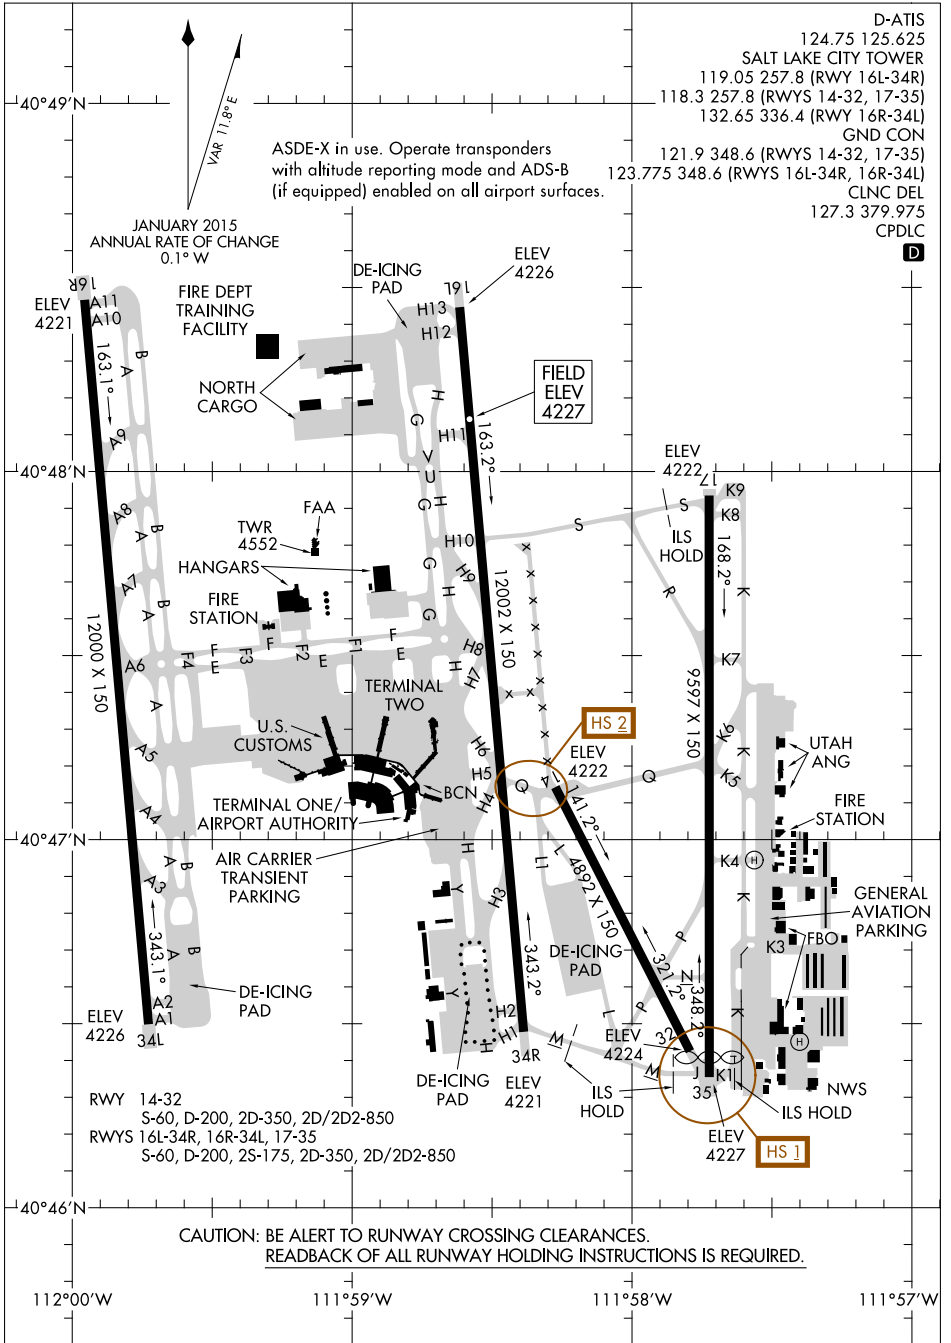 D-ATIS
124.75 125.625
SALT LAKE CITY TOWER
119.05 257.8 (RWY 16L-34R)
118.3 257.8 (RWYS 14-32, 17-35)
132.65 336.4 (RWY 16R-34L)
GND CON
121.9 348.6 (RWYS 14-32, 17-35)
123.775 348.6 (RWYS 16L-34R, 16R-34L)
CLNC DEL
127.3 379.975
CPDLC
D
40°49'N
VAR 11.8° E
ASDE-X in use. Operate transponders
with altitude reporting mode and ADS-B
(if equipped) enabled on all airport surfaces.
JANUARY 2015
ANNUAL RATE OF CHANGE
0.1° W
16R
ELEV
4221
A11
A10
163.1°
B
A
A9
FIRE DEPT
TRAINING
FACILITY
DE-ICING
PAD
ELEV
4226
16L
H13
H12
NORTH
CARGO
FIELD
ELEV
4227
H
G
H11
163.2°
V
U
G
H
40°48'N
ELEV
4222
17
K9
K8
ILS
HOLD
S
168.2°
A8
B
A
TWR
4552
FAA
HANGARS
H10
H9
G
H
G
12002 X 150
X
X
X
X
X
X
X
X
X
X
R
K
A7
B
A
FIRE
STATION
12000 X 150
F
F
F
F4
F3
F2
F1
E
E
E
A6
H8
H
H7
K7
9597 X 150
A
TERMINAL
TWO
U.S.
CUSTOMS
HS 2
K6
K
A5
H6
H5
H4
Q
14
ELEV
4222
Q
K5
UTAH
ANG
BCN
TERMINAL ONE/
AIRPORT AUTHORITY
141.2°
FIRE
STATION
A4
40°47'N
AIR CARRIER
TRANSIENT
PARKING
H
L1
L
4892 X 150
K4
H
A
B
A3
Y
H3
K
GENERAL
AVIATION
PARKING
343.1°
A
B
343.2°
DE-ICING
PAD
P
K3
FBO
321.2°
N
348.2°
DE-ICING
PAD
Y
A2
A1
ELEV
4226
34L
H2
H1
H
34R
L
P
K
32
ELEV
4224
H
M
M
J
K1
35
DE-ICING
PAD
ELEV
4221
ILS
HOLD
ILS HOLD
NWS
ELEV
4227
HS 1
RWY 14-32
S-60, D-200, 2D-350, 2D/2D2-850
RWYS 16L-34R, 16R-34L, 17-35
S-60, D-200, 2S-175, 2D-350, 2D/2D2-850
40°46'N
CAUTION: BE ALERT TO RUNWAY CROSSING CLEARANCES.
READBACK OF ALL RUNWAY HOLDING INSTRUCTIONS IS REQUIRED.
112°00'W
111°59'W
111°58'W
111°57'W